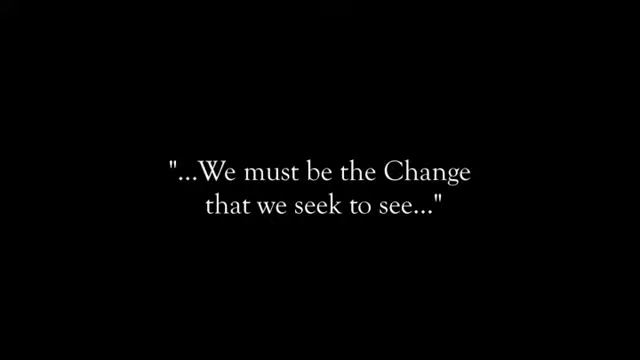 "...We must be the Change
that we seek to see..."